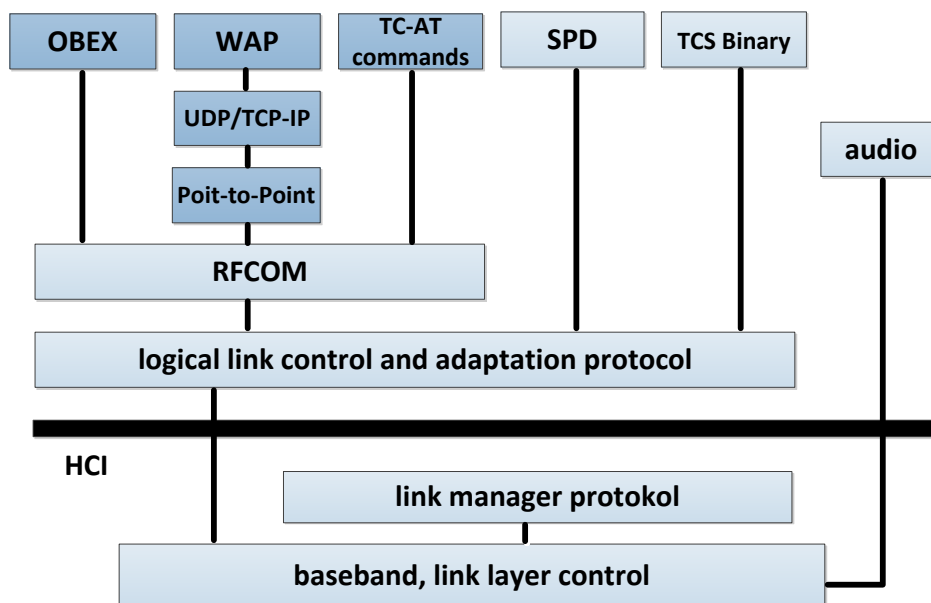 OBEX
WAP
TC-AT
commands
SPD
TCS Binary
UDP/TCP-IP
audio
Poit-to-Point
RFCOM
logical link control and adaptation protocol
HCI
link manager protokol
baseband, link layer control